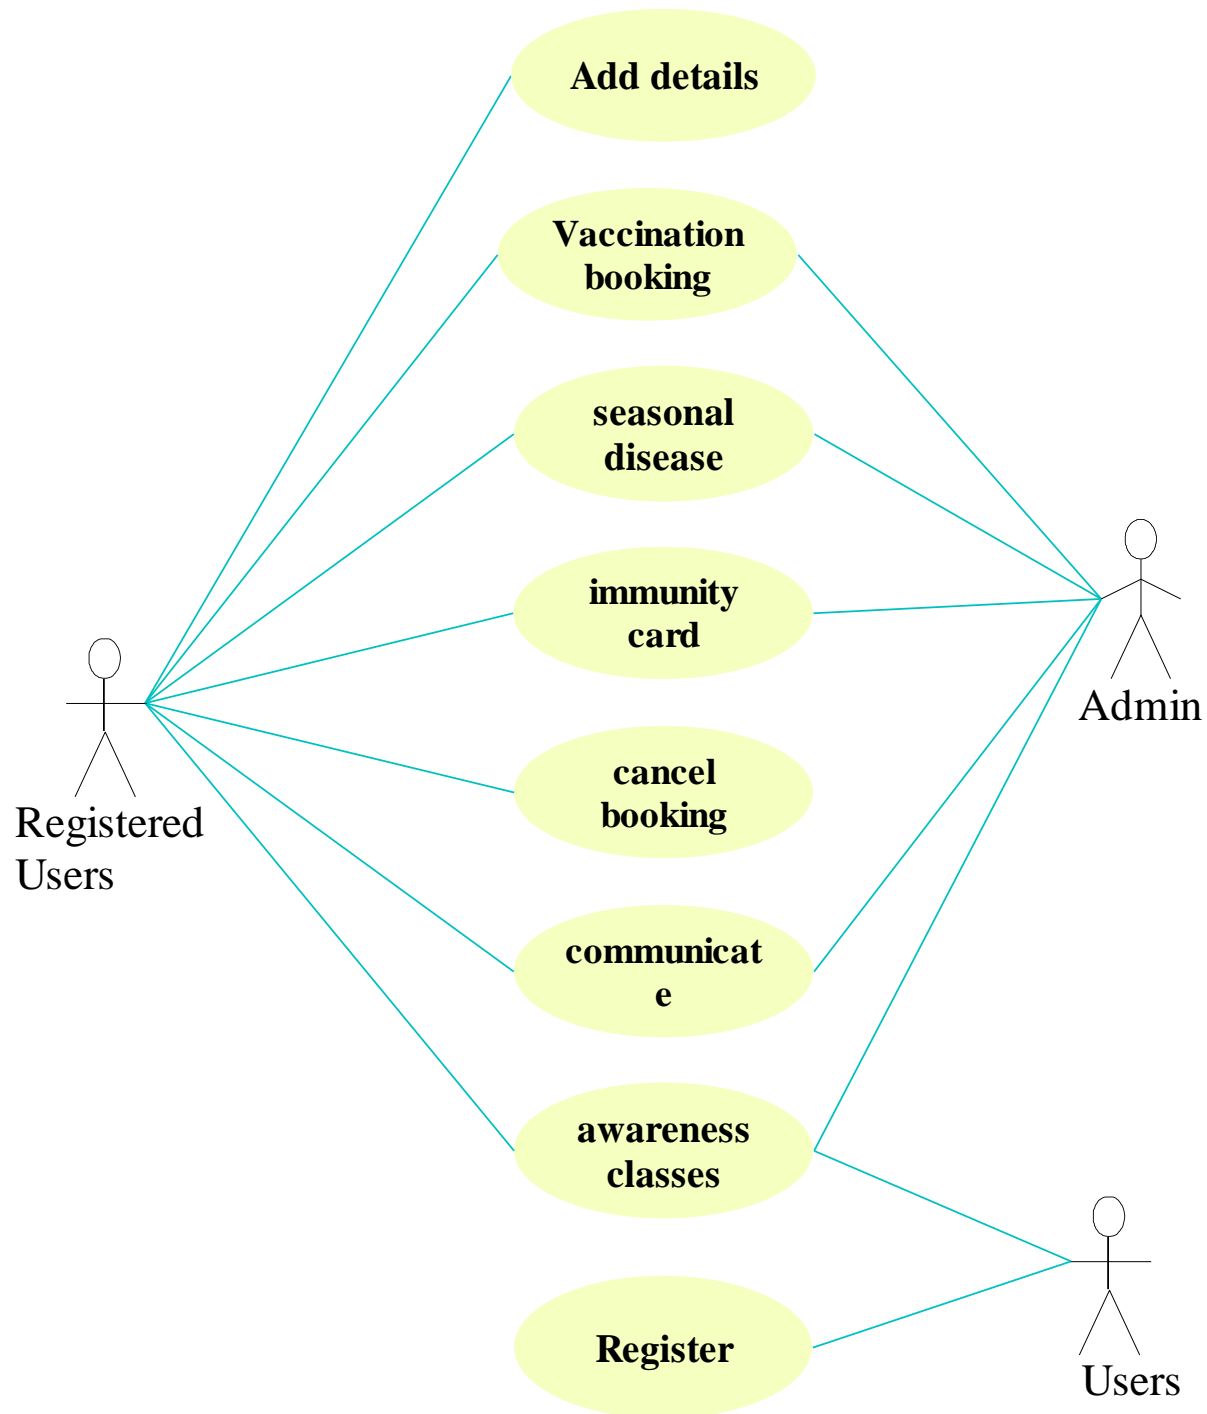 Add details
Vaccination
booking
seasonal
disease
immunity
card
Admin
cancel
booking
Registered
Users
communicat
e
awareness
classes
Register
Users